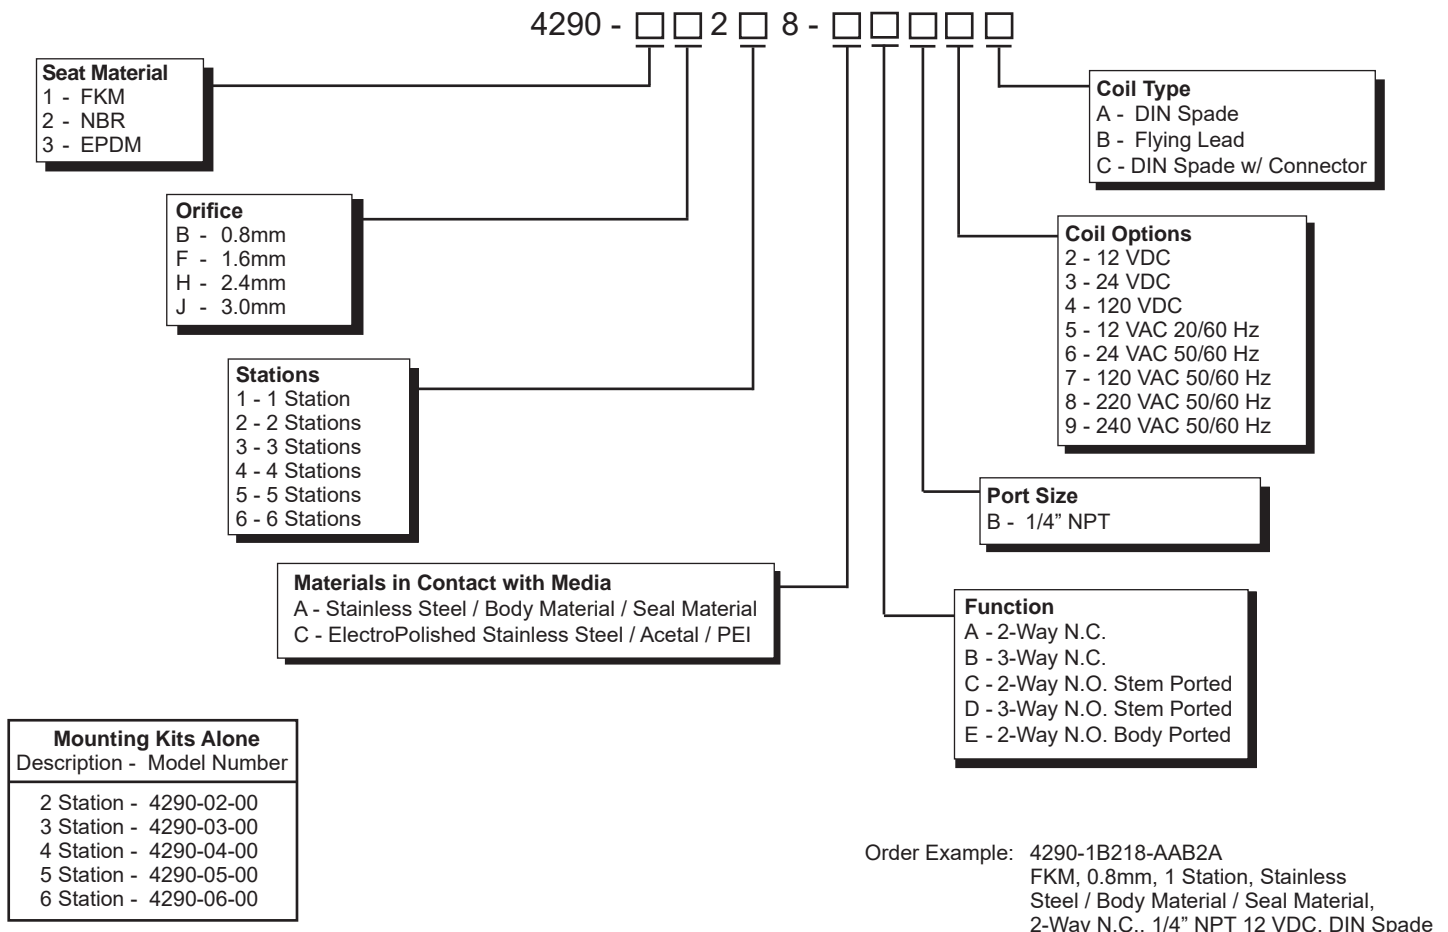 4290 - 2 8 -
Seat Material
1 - FKM
2 - NBR
3 - EPDM
Orifice
B - 0.8mm
F - 1.6mm
H - 2.4mm
J - 3.0mm
Stations
1 - 1 Station
2 - 2 Stations
3 - 3 Stations
4 - 4 Stations
5 - 5 Stations
6 - 6 Stations
Materials in Contact with Media
A - Stainless Steel / Body Material / Seal Material
C - ElectroPolished Stainless Steel / Acetal / PEI
Coil Type
A - DIN Spade
B - Flying Lead
C - DIN Spade w/ Connector
Coil Options
2 - 12 VDC
3 - 24 VDC
4 - 120 VDC
5 - 12 VAC 20/60 Hz
6 - 24 VAC 50/60 Hz
7 - 120 VAC 50/60 Hz
8 - 220 VAC 50/60 Hz
9 - 240 VAC 50/60 Hz
Port Size
B - 1/4” NPT
Function
A - 2-Way N.C.
B - 3-Way N.C.
C - 2-Way N.O. Stem Ported
D - 3-Way N.O. Stem Ported
E - 2-Way N.O. Body Ported
Mounting Kits Alone
Description - Model Number
2 Station - 4290-02-00
3 Station - 4290-03-00
4 Station - 4290-04-00
5 Station - 4290-05-00
6 Station - 4290-06-00
Order Example: 4290-1B218-AAB2A
FKM, 0.8mm, 1 Station, Stainless
Steel / Body Material / Seal Material,
2-Way N.C., 1/4” NPT 12 VDC, DIN Spade